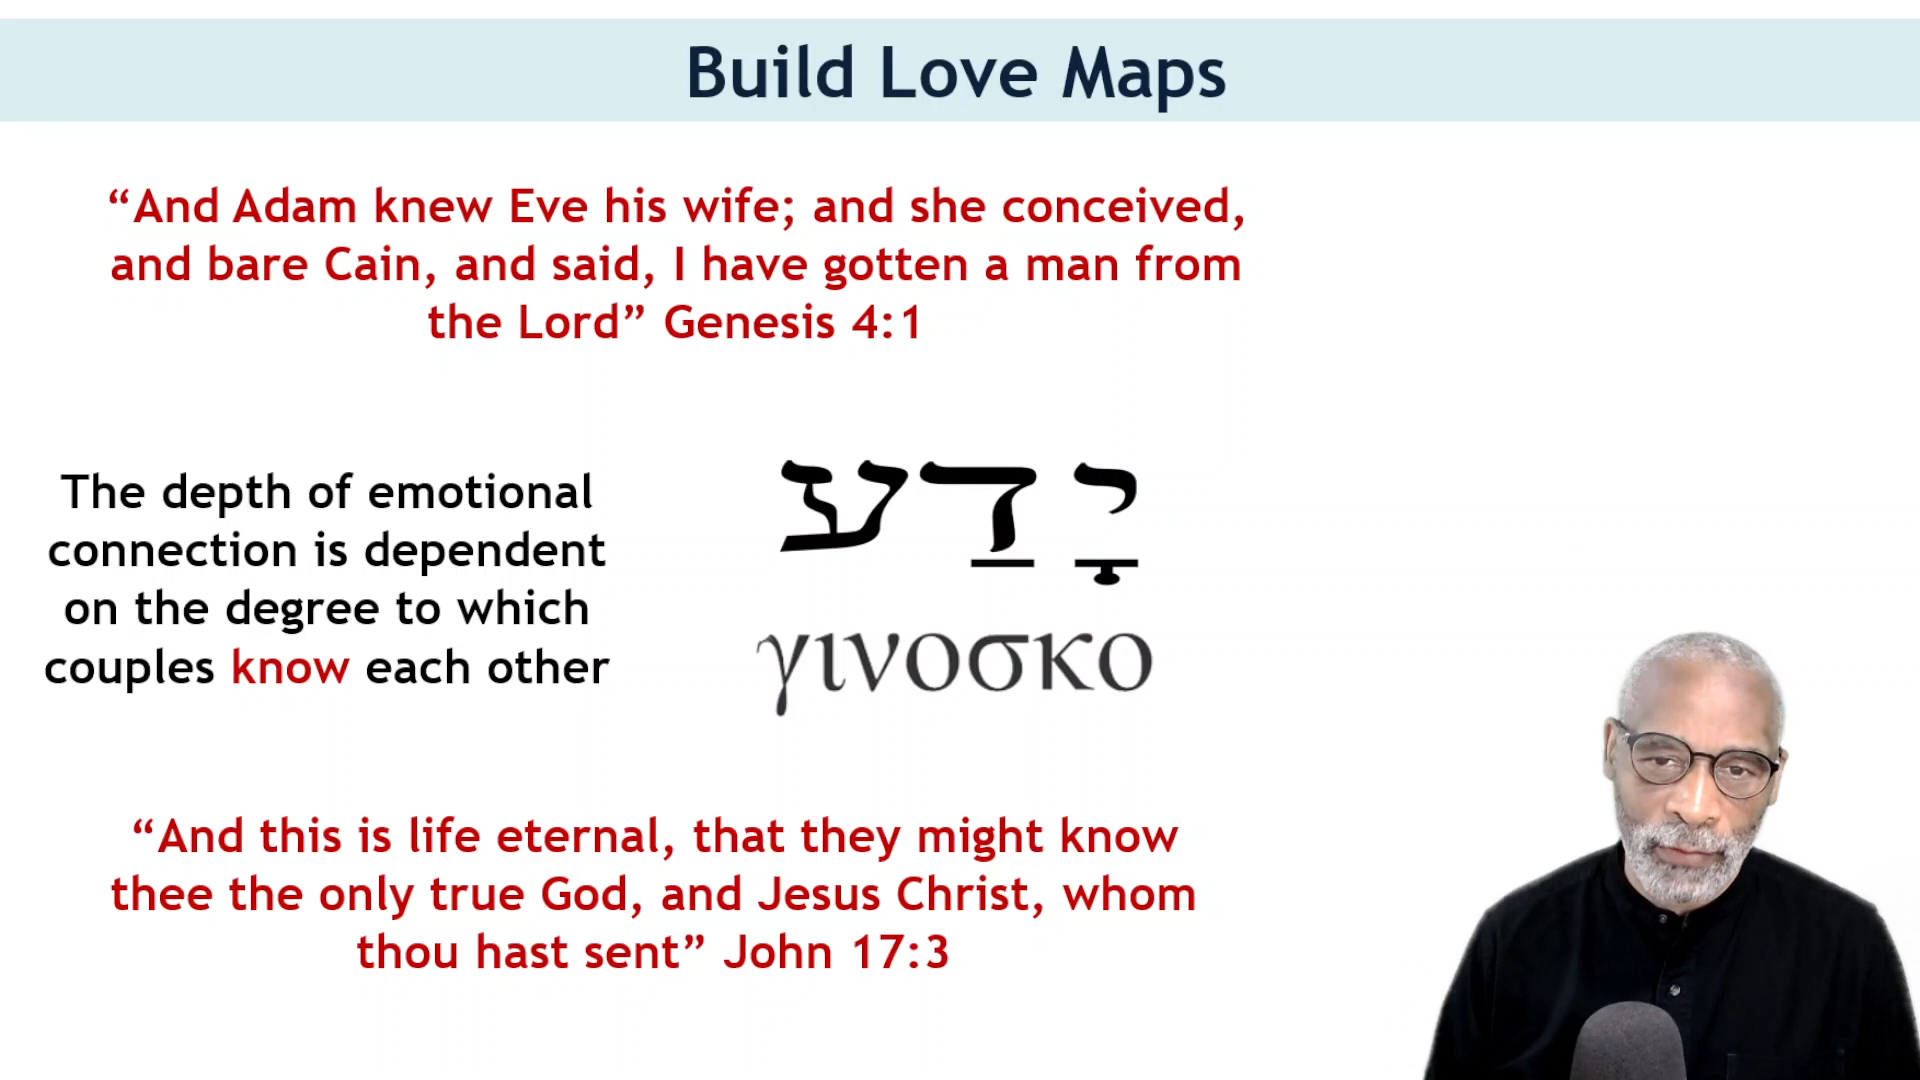 Build Love Maps
“And Adam knew Eve his wife; and she conceived,
and bare Cain, and said, I have gotten a man from
the Lord” Genesis 4:1
The depth of emotional
connection is dependent
on the degree to which
couples know each other
יָדַע
γινοσκο
“And this is life eternal, that they might know
thee the only true God, and Jesus Christ, whom
thou hast sent” John 17:3